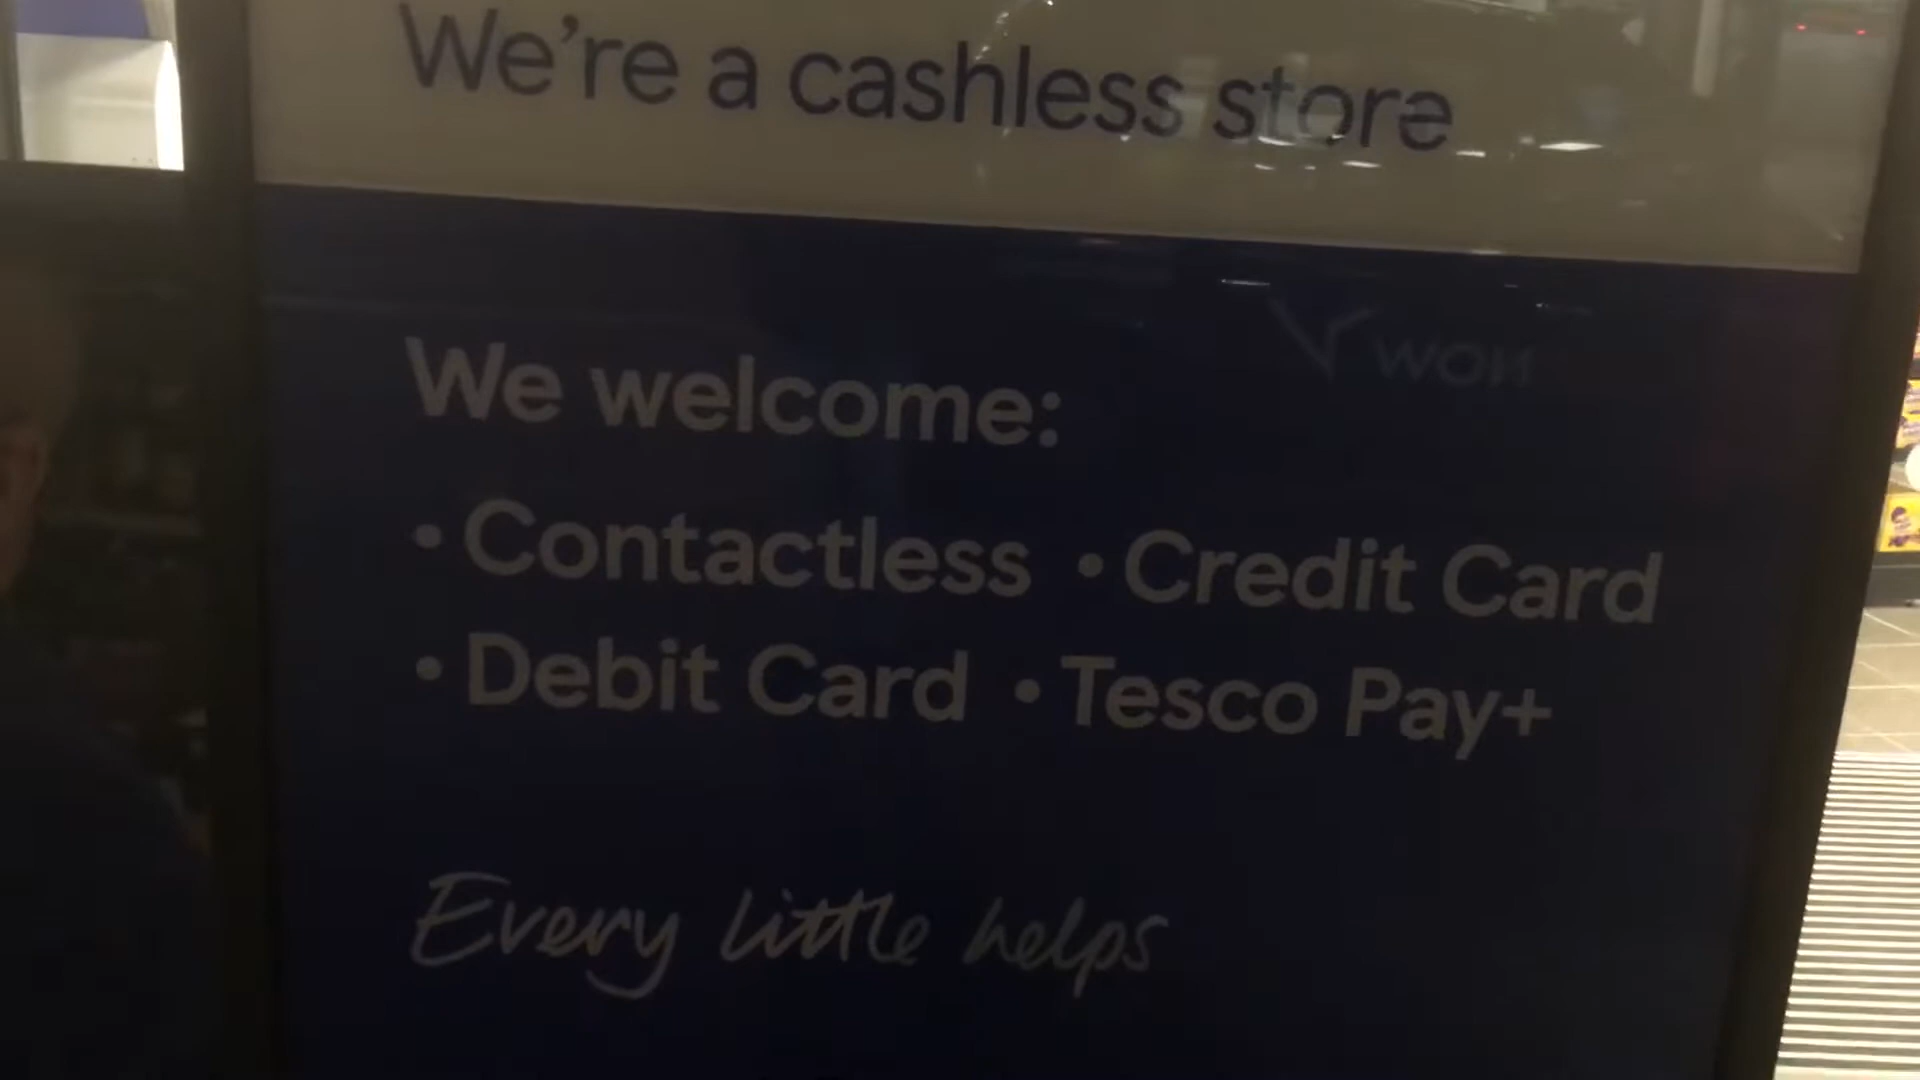 We're a cashless store
We welcome:
• Contactless • Credit Card
• Debit Card • Tesco Pay+
Every little helps